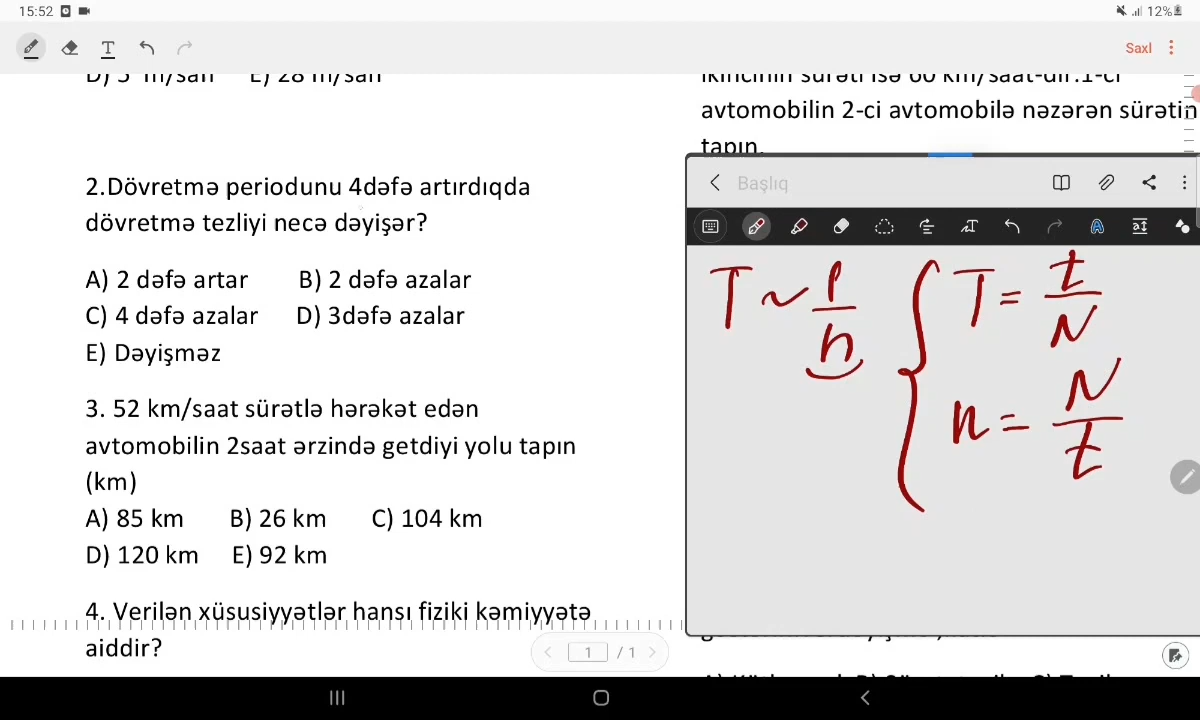 15:52
12%
Saxl
D) 5 m/san E) 28 m/san
2.Dövretmə periodunu 4dəfə artırdıqda
dövretmə tezliyi necə dəyişər?
A) 2 dəfə artar B) 2 dəfə azalar
C) 4 dəfə azalar D) 3dəfə azalar
E) Dəyişməz
3. 52 km/saat sürətlə hərəkət edən
avtomobilin 2saat ərzində getdiyi yolu tapın
(km)
A) 85 km B) 26 km C) 104 km
D) 120 km E) 92 km
4. Verilən xüsusiyyətlər hansı fiziki kəmiyyətə
aiddir?
1 / 1
ikincinin sürəti isə 60 km/saat-dır.1-ci
avtomobilin 2-ci avtomobilə nəzərən sürətin
tapın.
Başlıq
T ~ 1/n
T = t/N
n = N/t